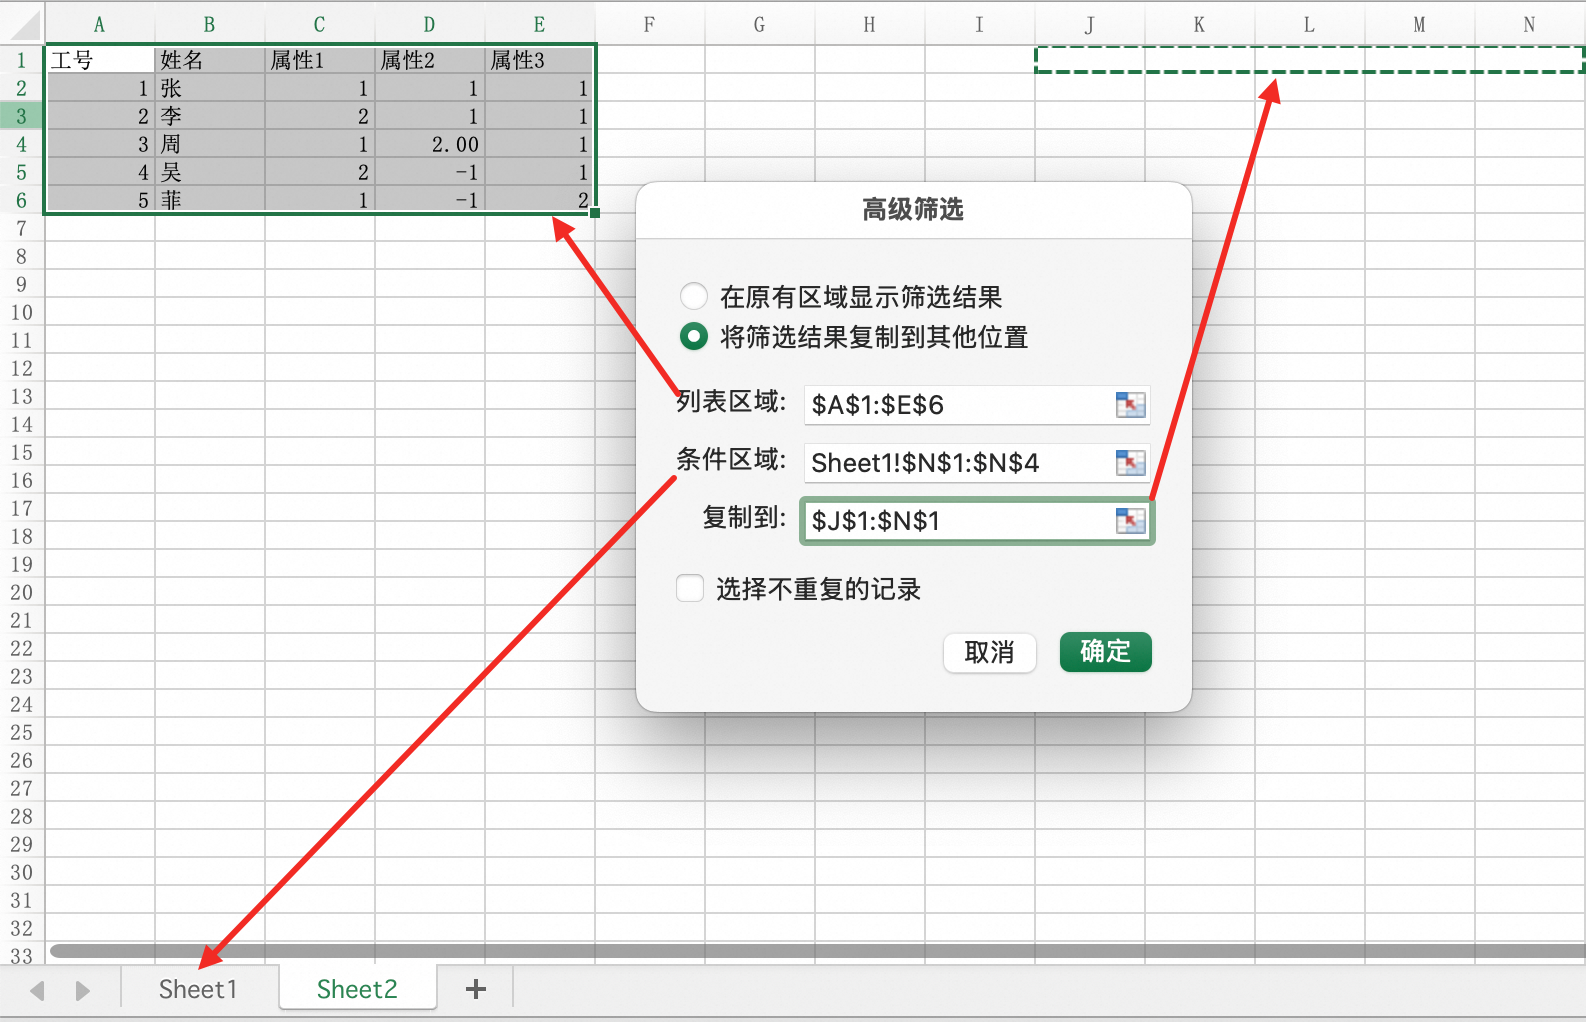 A B C D E F G H I J K L M N
1 工号 姓名 属性1 属性2 属性3
2 1 张 1 1 1
3 2 李 2 1 1
4 3 周 1 2.00 1
5 4 吴 2 -1 1
6 5 菲 1 -1 2
7
8
9
10
11
12
13
14
15
16
17
18
19
20
21
22
23
24
25
26
27
28
29
30
31
32
33
高级筛选
在原有区域显示筛选结果
将筛选结果复制到其他位置
列表区域: $A$1:$E$6
条件区域: Sheet1!$N$1:$N$4
复制到: $J$1:$N$1
选择不重复的记录
取消 确定
Sheet1 Sheet2 +